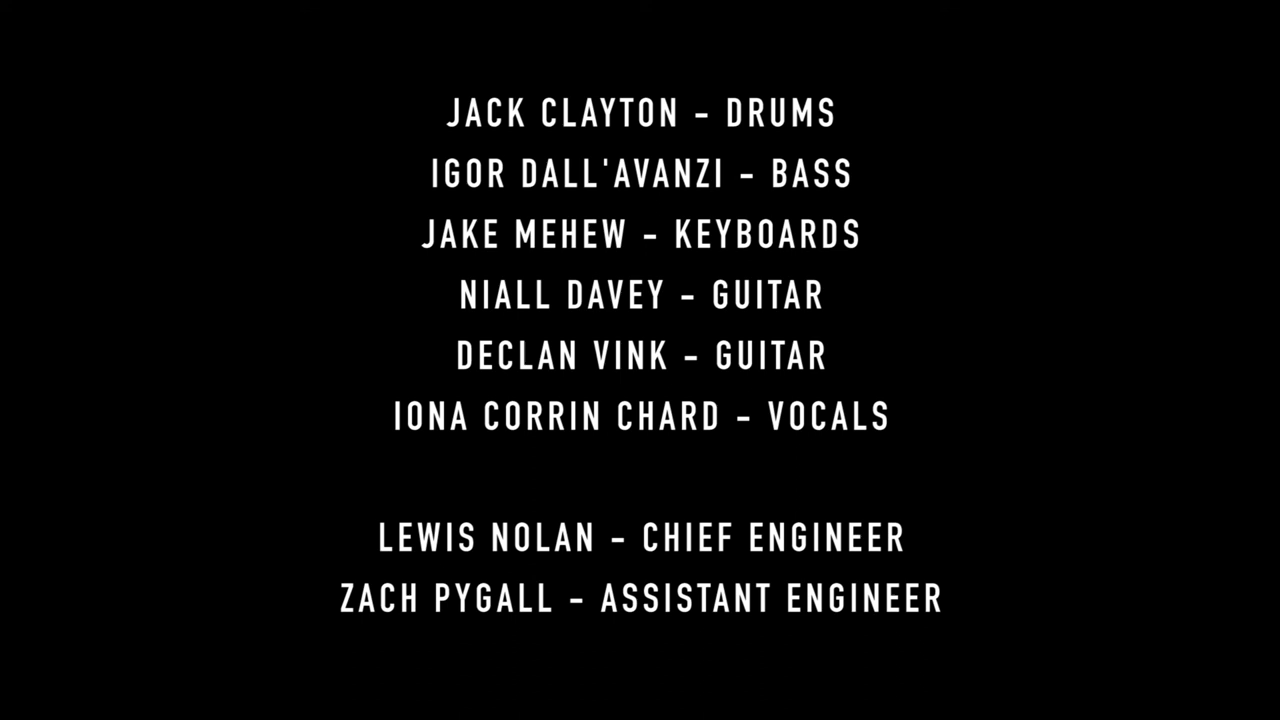 JACK CLAYTON - DRUMS
IGOR DALL'AVANZI - BASS
JAKE MEHEW - KEYBOARDS
NIALL DAVEY - GUITAR
DECLAN VINK - GUITAR
IONA CORRIN CHARD - VOCALS
LEWIS NOLAN - CHIEF ENGINEER
ZACH PYGALL - ASSISTANT ENGINEER